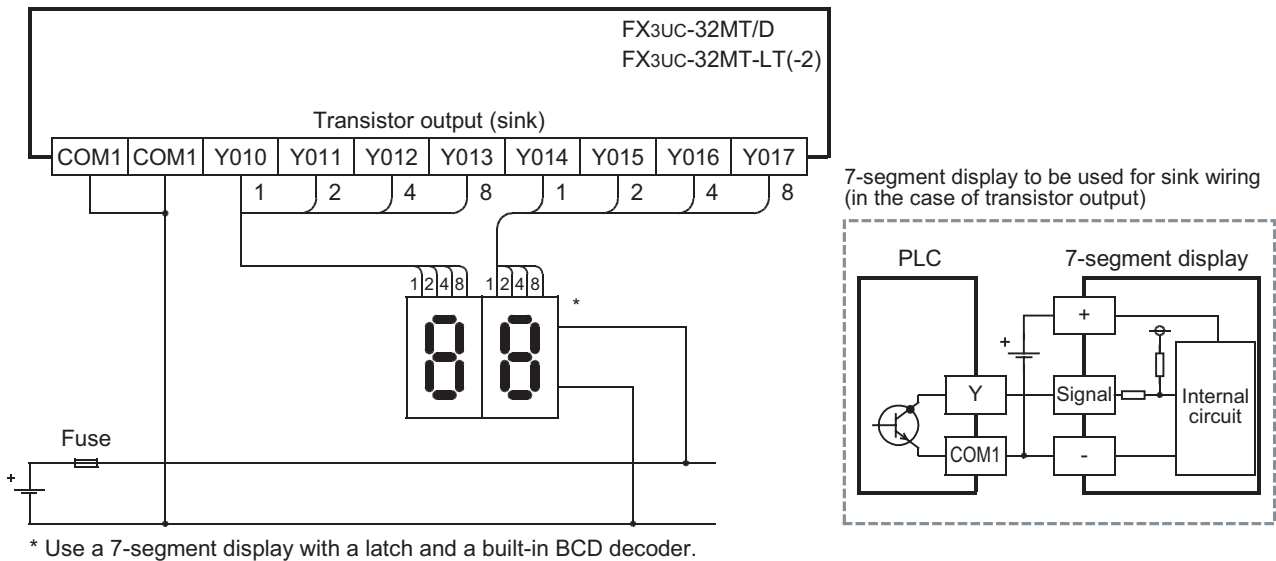 FX3UC-32MT/D
FX3UC-32MT-LT(-2)
Transistor output (sink)
COM1 COM1 Y010 Y011 Y012 Y013 Y014 Y015 Y016 Y017
1 2 4 8 1 2 4 8
1 2 4 8 1 2 4 8
*
Fuse
+
* Use a 7-segment display with a latch and a built-in BCD decoder.
7-segment display to be used for sink wiring
(in the case of transistor output)
PLC 7-segment display
+
+
Y Signal Internal
circuit
COM1 -